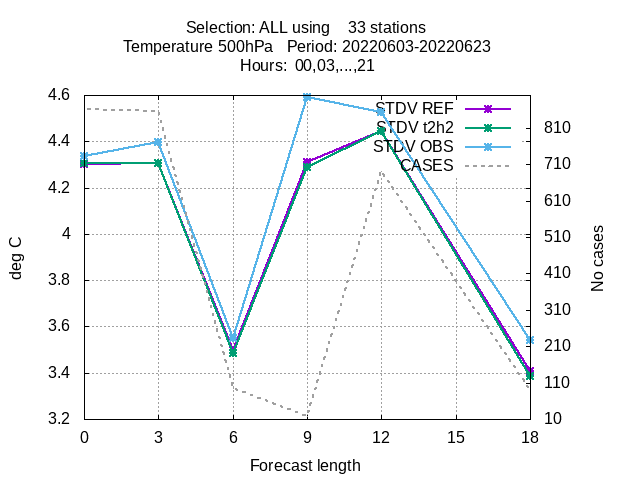 Selection: ALL using    33 stations
Temperature 500hPa   Period: 20220603-20220623
Hours: 00,03,...,21
4.6
4.4
4.2
4
3.8
3.6
3.4
3.2
deg C
STDV REF
STDV t2h2
STDV OBS
CASES
810
710
610
510
410
310
210
110
10
No cases
0 3 6 9 12 15 18
Forecast length